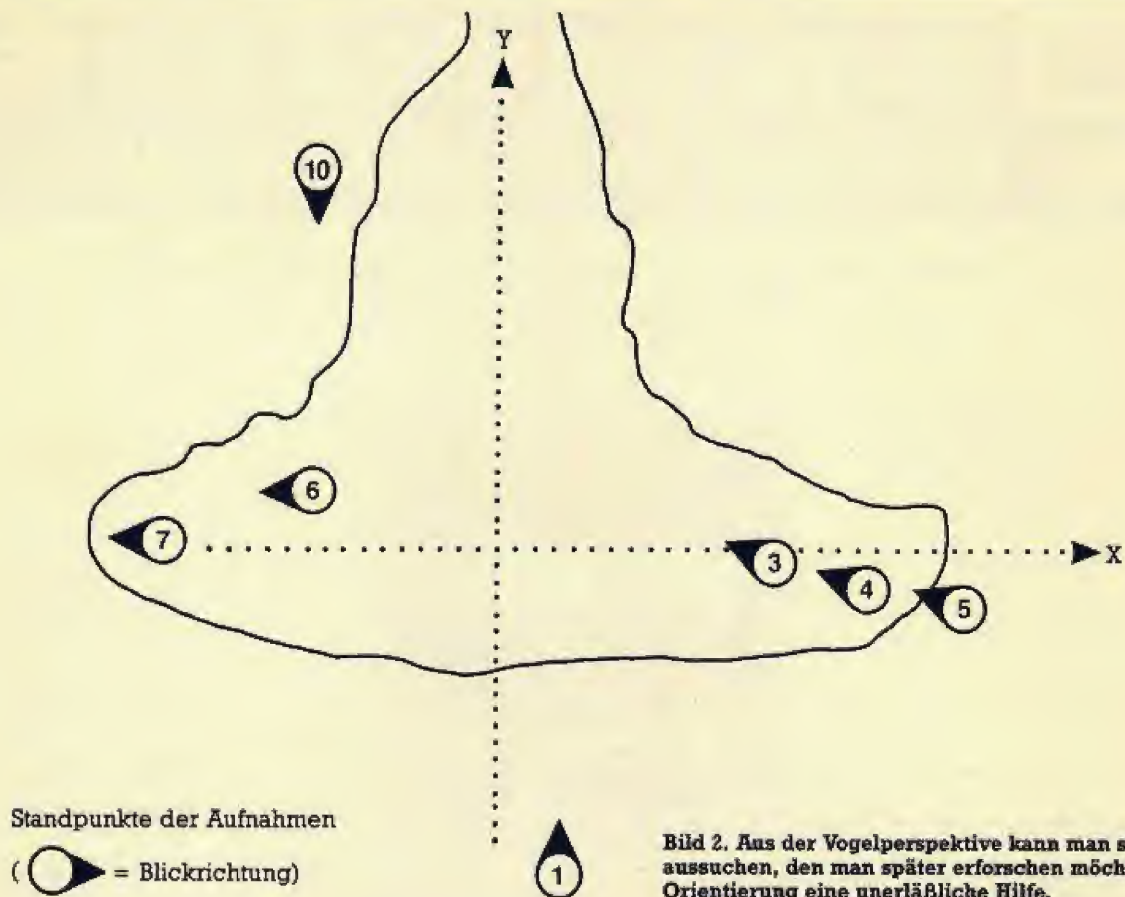 Y
10
6
7
3
4
5
X
Standpunkte der Aufnahmen
( = Blickrichtung)
1
Bild 2. Aus der Vogelperspektive kann man
aussuchen, den man später erforschen
Orientierung eine unerläßliche Hilfe.